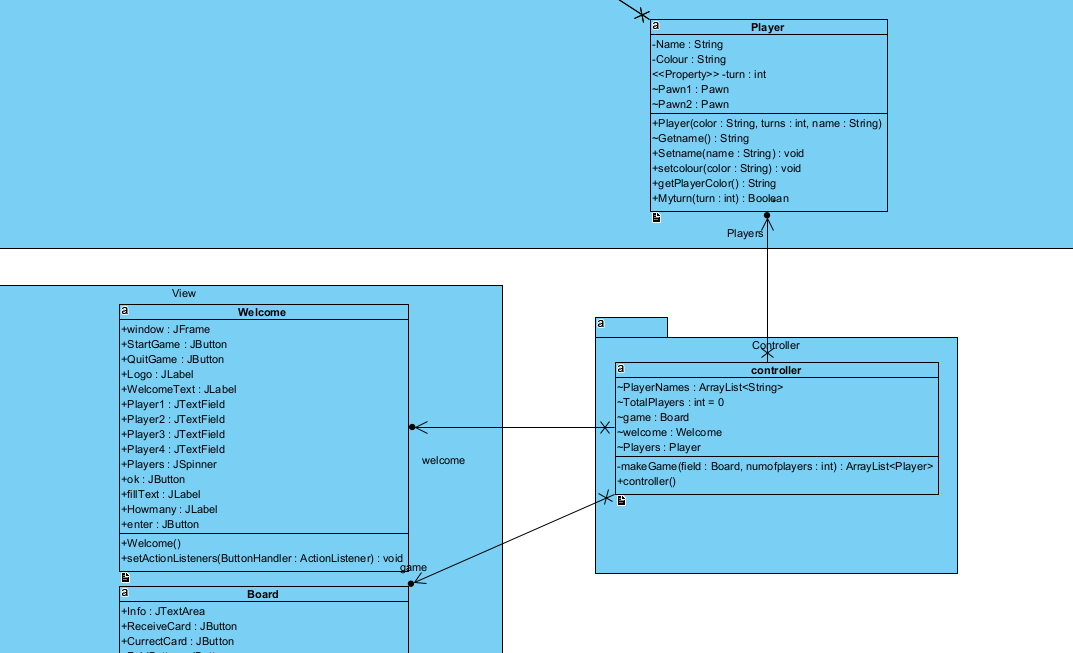 a
Player
-Name : String
-Colour : String
<<Property>> -turn : int
~Pawn1 : Pawn
~Pawn2 : Pawn
+Player(color : String, turns : int, name : String)
~Getname() : String
+Setname(name : String) : void
+setcolour(color : String) : void
+getPlayerColor() : String
+Myturn(turn : int) : Boolean
Players
View
a
Welcome
+window : JFrame
+StartGame : JButton
+QuitGame : JButton
+Logo : JLabel
+WelcomeText : JLabel
+Player1 : JTextField
+Player2 : JTextField
+Player3 : JTextField
+Player4 : JTextField
+Players : JSpinner
+ok : JButton
+fillText : JLabel
+Howmany : JLabel
+enter : JButton
+Welcome()
+setActionListeners(ButtonHandler : ActionListener) : void
welcome
game
a
Controller
a
controller
~PlayerNames : ArrayList<String>
~TotalPlayers : int = 0
~game : Board
~welcome : Welcome
~Players : Player
-makeGame(field : Board, numofplayers : int) : ArrayList<Player>
+controller()
a
Board
+Info : JTextArea
+ReceiveCard : JButton
+CurrectCard : JButton